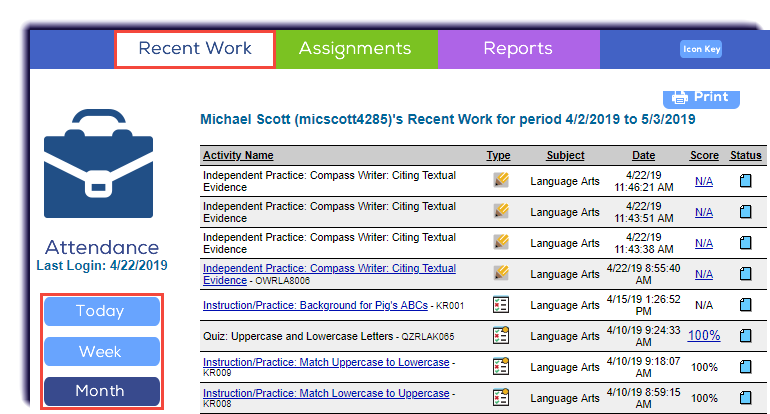 Recent Work Assignments Reports Icon Key
Print
Michael Scott (micscott4285)'s Recent Work for period 4/2/2019 to 5/3/2019
Attendance
Last Login: 4/22/2019
Today
Week
Month
Activity Name Type Subject Date Score Status
Independent Practice: Compass Writer: Citing Textual
Evidence
Language Arts
4/22/19
11:46:21 AM
N/A
Independent Practice: Compass Writer: Citing Textual
Evidence
Language Arts
4/22/19
11:43:51 AM
N/A
Independent Practice: Compass Writer: Citing Textual
Evidence
Language Arts
4/22/19
11:43:38 AM
N/A
Independent Practice: Compass Writer: Citing Textual
Evidence - OWRLA8006
Language Arts
4/22/19 8:55:40
AM
N/A
Instruction/Practice: Background for Pig's ABCs - KR001
Language Arts
4/15/19 1:26:52
PM
N/A
Quiz: Uppercase and Lowercase Letters - QZRLAK065
Language Arts
4/10/19 9:24:33
AM
100%
Instruction/Practice: Match Uppercase to Lowercase -
KR009
Language Arts
4/10/19 9:18:07
AM
100%
Instruction/Practice: Match Lowercase to Uppercase -
KR008
Language Arts
4/10/19 8:59:15
AM
100%